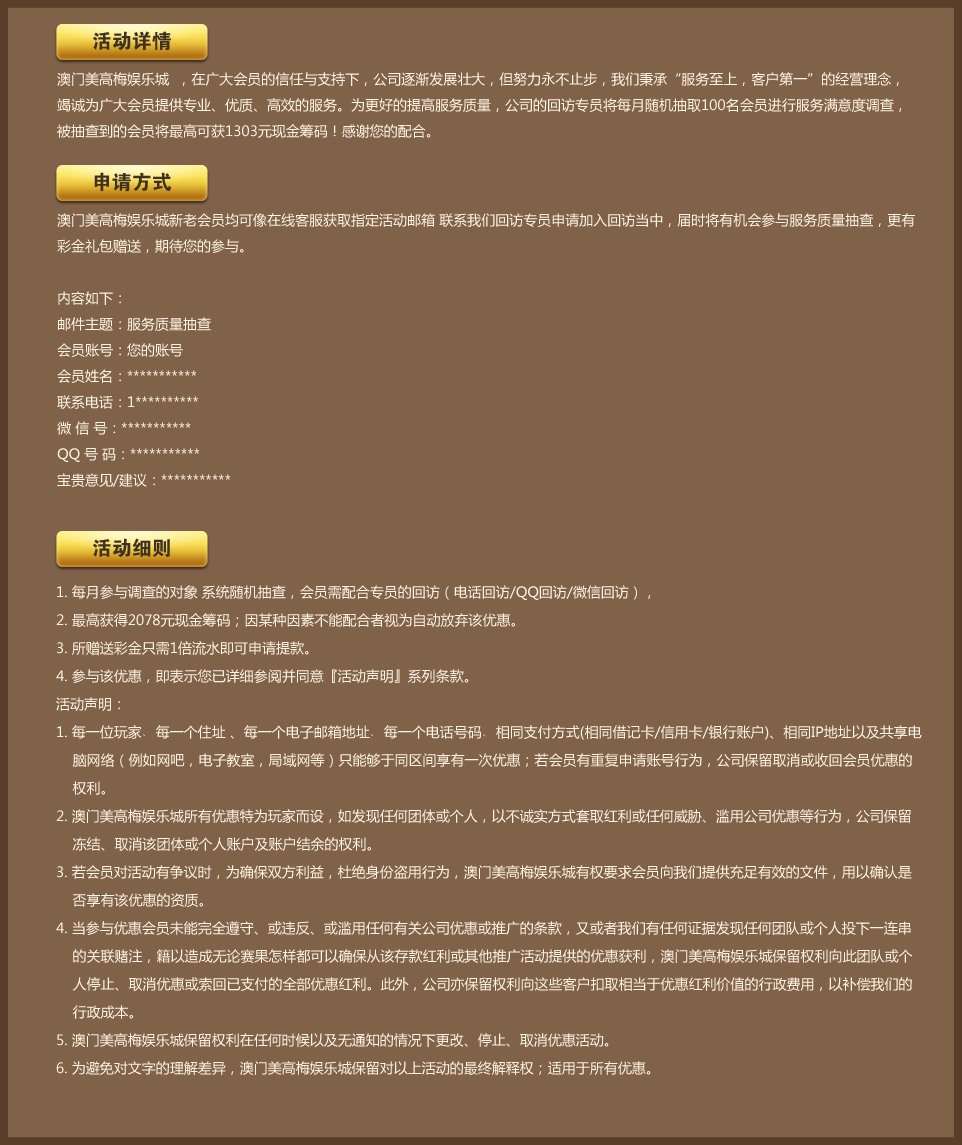 活动详情
澳门美高梅娱乐城 ，在广大会员的信任与支持下，公司逐渐发展壮大，但努力永不止步，我们秉承“服务至上，客户第一”的经营理念，
竭诚为广大会员提供专业、优质、高效的服务。为更好的提高服务质量，公司的回访专员将每月随机抽取100名会员进行服务满意度调查，
被抽查到的会员将最高可获1303元现金筹码！感谢您的配合。
申请方式
澳门美高梅娱乐城新老会员均可像在线客服获取指定活动邮箱 联系我们回访专员申请加入回访当中，届时将有机会参与服务质量抽查，更有
彩金礼包赠送，期待您的参与。
内容如下：
邮件主题：服务质量抽查
会员账号：您的账号
会员姓名：***********
联系电话：1**********
微 信 号：***********
QQ 号 码：***********
宝贵意见/建议：***********
活动细则
1. 每月参与调查的对象 系统随机抽查，会员需配合专员的回访（电话回访/QQ回访/微信回访），
2. 最高获得2078元现金筹码；因某种因素不能配合者视为自动放弃该优惠。
3. 所赠送彩金只需1倍流水即可申请提款。
4. 参与该优惠，即表示您已详细参阅并同意『活动声明』系列条款。
活动声明：
1. 每一位玩家、每一个住址 、每一个电子邮箱地址、每一个电话号码、相同支付方式(相同借记卡/信用卡/银行账户)、相同IP地址以及共享电
脑网络（例如网吧，电子教室，局域网等）只能够于同区间享有一次优惠；若会员有重复申请账号行为，公司保留取消或收回会员优惠的
权利。
2. 澳门美高梅娱乐城所有优惠特为玩家而设，如发现任何团体或个人，以不诚实方式套取红利或任何威胁、滥用公司优惠等行为，公司保留
冻结、取消该团体或个人账户及账户结余的权利。
3. 若会员对活动有争议时，为确保双方利益，杜绝身份盗用行为，澳门美高梅娱乐城有权要求会员向我们提供充足有效的文件，用以确认是
否享有该优惠的资质。
4. 当参与优惠会员未能完全遵守、或违反、或滥用任何有关公司优惠或推广的条款，又或者我们有任何证据发现任何团队或个人投下一连串
的关联赌注，籍以造成无论赛果怎样都可以确保从该存款红利或其他推广活动提供的优惠获利，澳门美高梅娱乐城保留权利向此团队或个
人停止、取消优惠或索回已支付的全部优惠红利。此外，公司亦保留权利向这些客户扣取相当于优惠红利价值的行政费用，以补偿我们的
行政成本。
5. 澳门美高梅娱乐城保留权利在任何时候以及无通知的情况下更改、停止、取消优惠活动。
6. 为避免对文字的理解差异，澳门美高梅娱乐城保留对以上活动的最终解释权；适用于所有优惠。